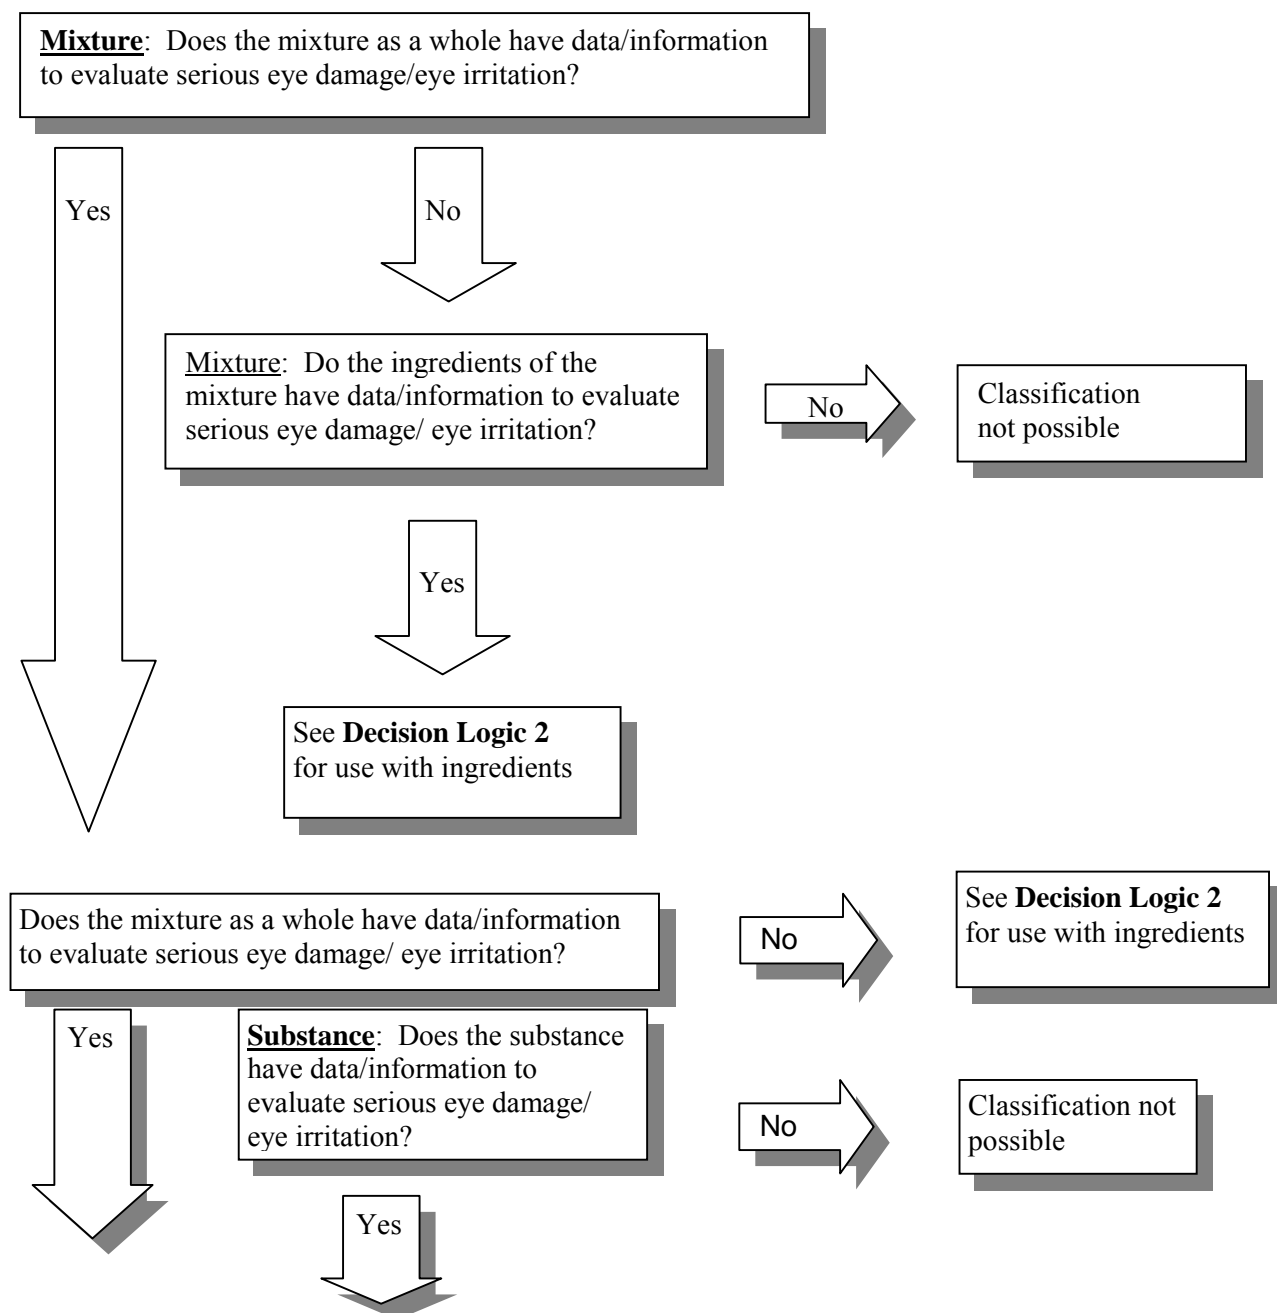 Mixture: Does the mixture as a whole have data/information
to evaluate serious eye damage/eye irritation?
Yes
No
Mixture: Do the ingredients of the
mixture have data/information to evaluate
serious eye damage/ eye irritation?
No
Classification
not possible
Yes
See Decision Logic 2
for use with ingredients
Does the mixture as a whole have data/information
to evaluate serious eye damage/ eye irritation?
No
See Decision Logic 2
for use with ingredients
Yes
Substance: Does the substance
have data/information to
evaluate serious eye damage/
eye irritation?
No
Classification not
possible
Yes